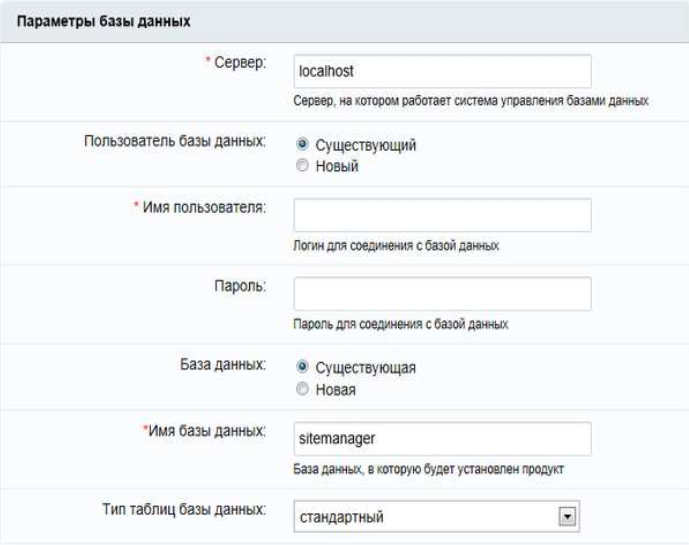 Параметры базы данных
* Сервер: localhost
Сервер, на котором работает система управления базами данных
Пользователь базы данных: Существующий
Новый
* Имя пользователя:
Логин для соединения с базой данных
Пароль:
Пароль для соединения с базой данных
База данных: Существующая
Новая
*Имя базы данных: sitemanager
База данных, в которую будет установлен продукт
Тип таблиц базы данных: стандартный